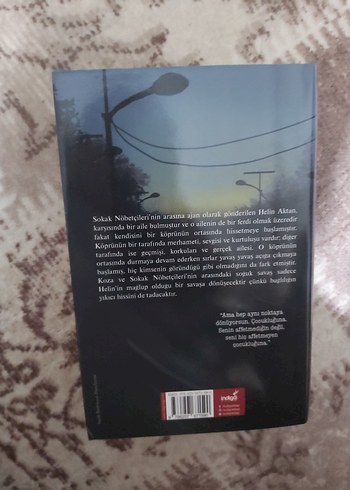 Sokak Nöbetçileri'nin arasına ajan olarak gönderilen Helin Aktan,
karşısında bir aile bulmuştur ve o ailenin de bir ferdi olmak üzeredir
fakat kendisini bir köprünün ortasında hissetmeye başlamıştır.
Köprünün bir tarafında merhameti, sevgisi ve kurtuluşu vardır; diğer
tarafında ise geçmişi, korkuları ve gerçek ailesi. O köprünün
ortasında durmaya devam ederken sırlar yavaş yavaş açığa çıkmaya
başlamış, hiç kimsenin göründüğü gibi olmadığını da fark etmiştir.
Koza ve Sokak Nöbetçileri'nin arasındaki soğuk savaş sadece
Helin'in mağlup olduğu bir savaşa dönüşecektir çünkü bağlılığın
yıkıcı hissini de tadacaktır.
"Ama hep aynı noktaya
dönüyorsun. Çocukluğuna.
Senin affetmediğin değil,
seni hiç affetmeyen
çocukluğuna."
indigo